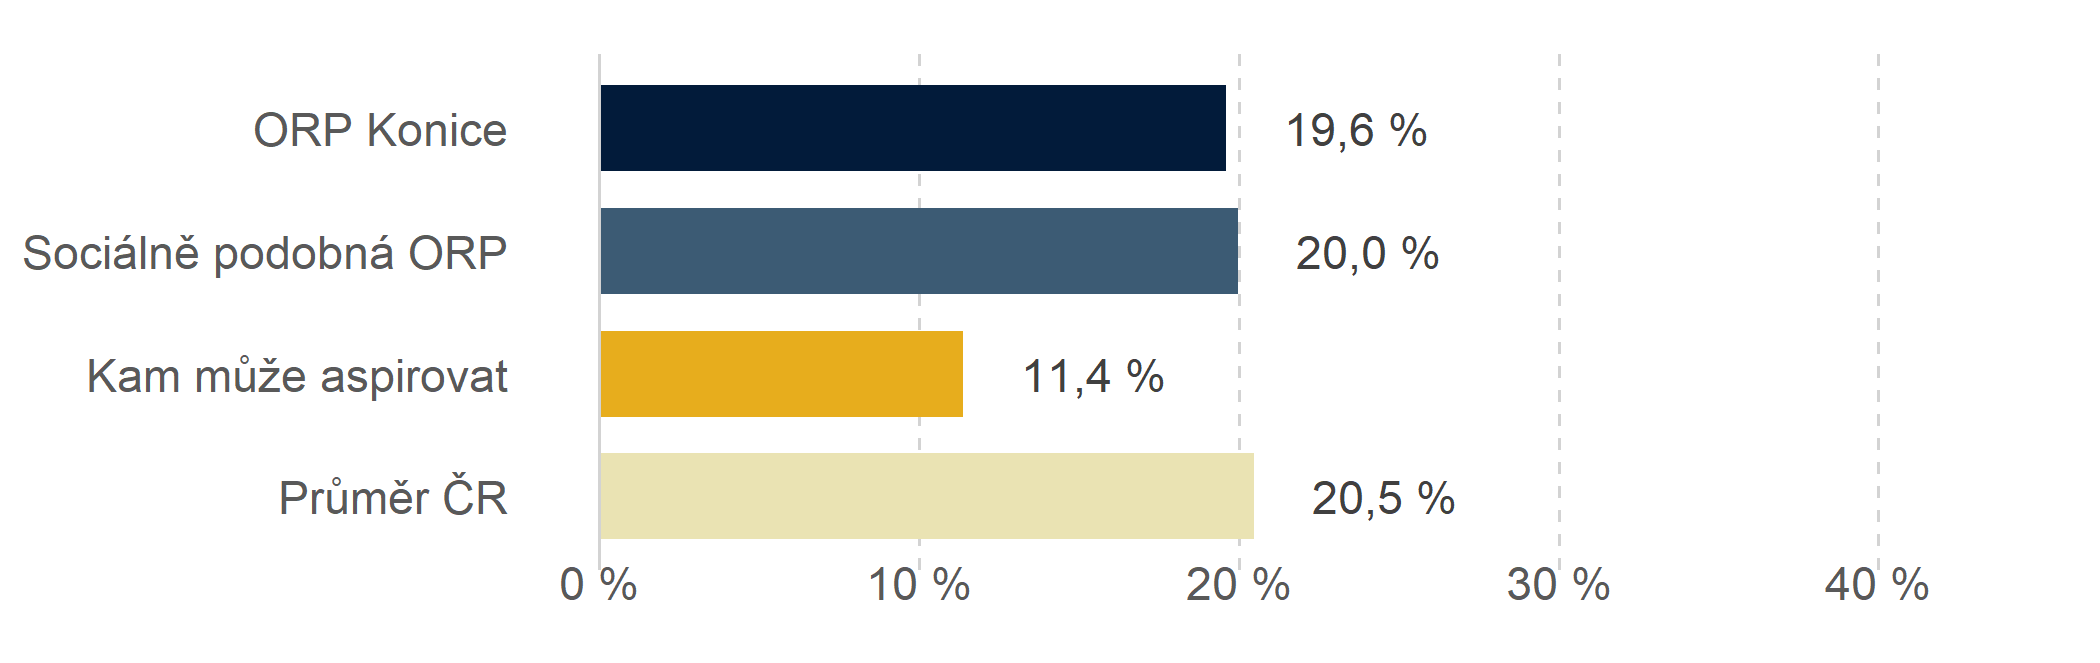 ORP Konice 19,6 %
Sociálně podobná ORP 20,0 %
Kam může aspirovat 11,4 %
Průměr ČR 20,5 %
0 % 10 % 20 % 30 % 40 %